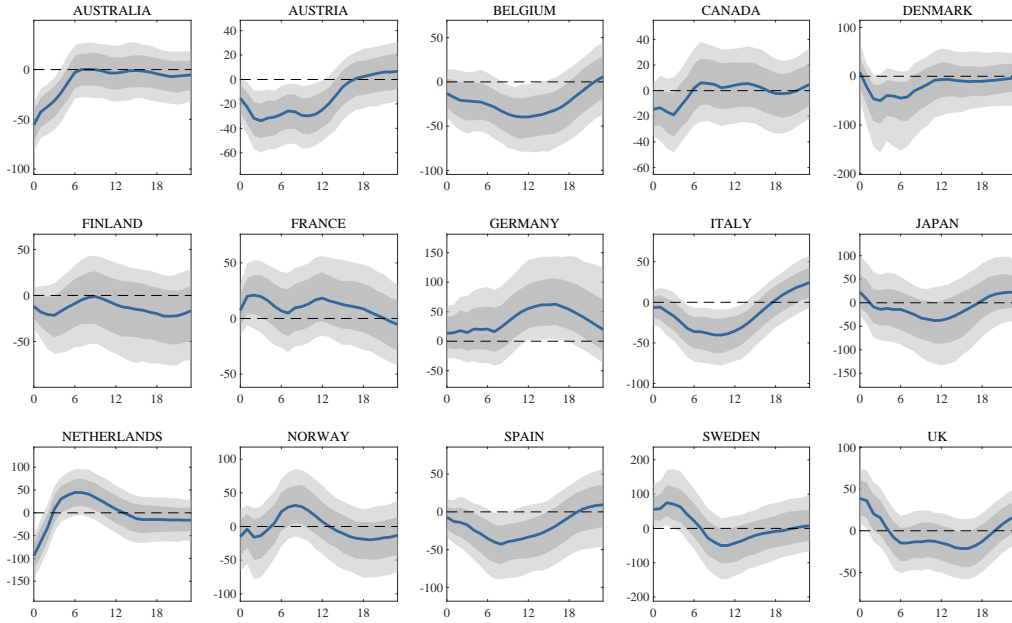 AUSTRALIA AUSTRIA BELGIUM CANADA DENMARK
0 -50 -100
0 6 12 18
40 20 0 -20 -40 -60
0 6 12 18
50 0 -50 -100
0 6 12 18
40 20 0 -20 -40 -60
0 6 12 18
0 -100 -200
0 6 12 18
FINLAND FRANCE GERMANY ITALY JAPAN
50 0 -50
0 6 12 18
50 0 -50
0 6 12 18
150 100 50 0 -50
0 6 12 18
50 0 -50 -100
0 6 12 18
100 50 0 -50 -100 -150
0 6 12 18
NETHERLANDS NORWAY SPAIN SWEDEN UK
100 50 0 -50 -100 -150
0 6 12 18
100 50 0 -50 -100
0 6 12 18
50 0 -50 -100
0 6 12 18
200 100 0 -100 -200
0 6 12 18
100 50 0 -50
0 6 12 18